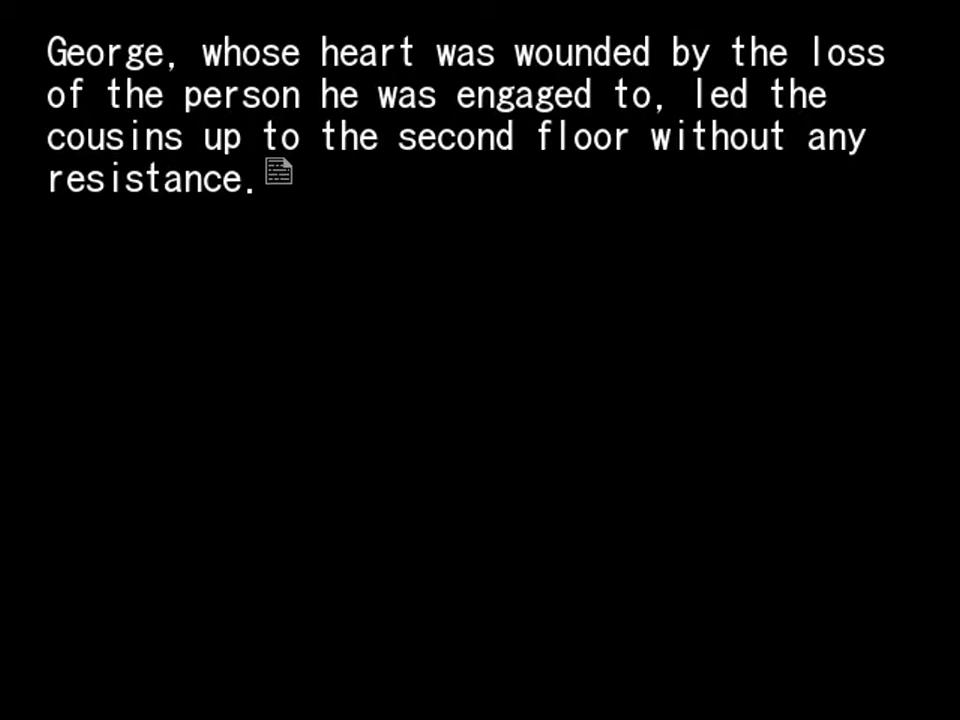 George, whose heart was wounded by the loss
of the person he was engaged to, led the
cousins up to the second floor without any
resistance.